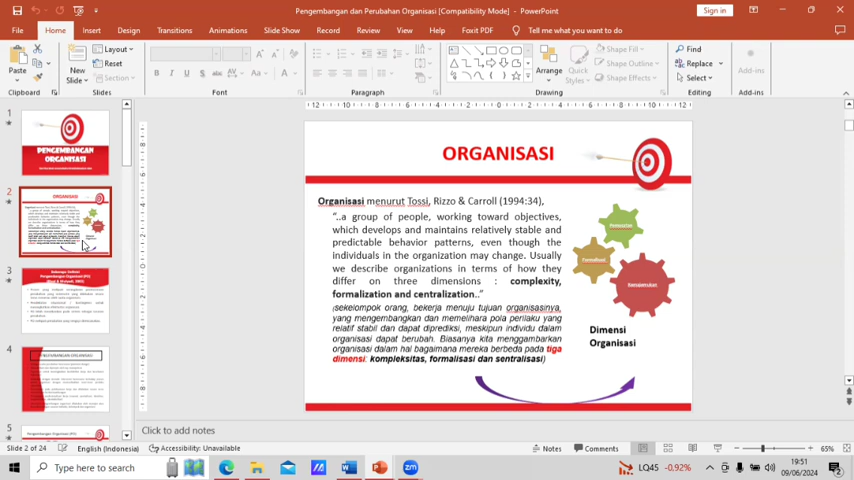 Pengembangan dan Perubahan Organisasi [Compatibility Mode] - PowerPoint
Sign in
File Home Insert Design Transitions Animations Slide Show Record Review View Help Foxit PDF Tell me what you want to do
Paste
Clipboard
New Slide
Layout
Reset
Section
Slides
Font
Paragraph
Arrange
Quick Styles
Shape Fill
Shape Outline
Shape Effects
Drawing
Find
Replace
Select
Editing
Add-ins
Add-ins
1
PENGEMBANGAN
ORGANISASI
2
ORGANISASI
3
4
5
ORGANISASI
Organisasi menurut Tossi, Rizzo & Carroll (1994:34),
"..a group of people, working toward objectives,
which develops and maintains relatively stable and
predictable behavior patterns, even though the
individuals in the organization may change. Usually
we describe organizations in terms of how they
differ on three dimensions : complexity,
formalization and centralization.."
(sekelompok orang, bekerja menuju tujuan organisasinya,
yang mengembangkan dan memelihara pola perilaku yang
relatif stabil dan dapat diprediksi, meskipun individu dalam
organisasi dapat berubah. Biasanya kita menggambarkan
organisasi dalam hal bagaimana mereka berbeda pada tiga
dimensi: kompleksitas, formalisasi dan sentralisasi)
Pemusatan
Formalisasi
Kompleksitas
Dimensi
Organisasi
Click to add notes
Slide 2 of 24
English (Indonesia)
Accessibility: Unavailable
Notes
Comments
65%
Type here to search
LQ45 -0.92%
19:51
09/06/2024
2